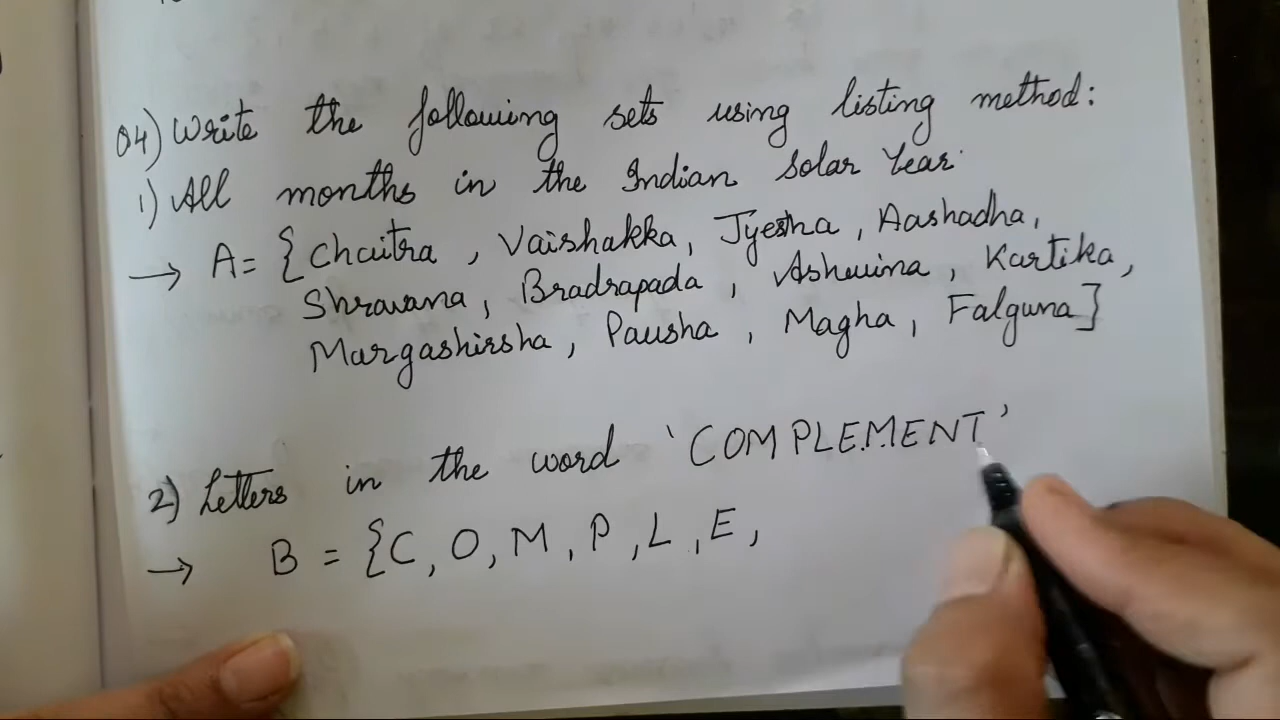 Q4) Write the following sets using listing method:
1) All months in the Indian Solar Year.
→ A= {Chaitra, Vaishakka, Jyestha, Aashadha,
Shravana, Bradrapada, Ashwina, Kartika,
Margashirsha, Pausha, Magha, Falguna}
2) Letters in the word 'COMPLEMENT'
→ B = {C, O, M, P, L, E,